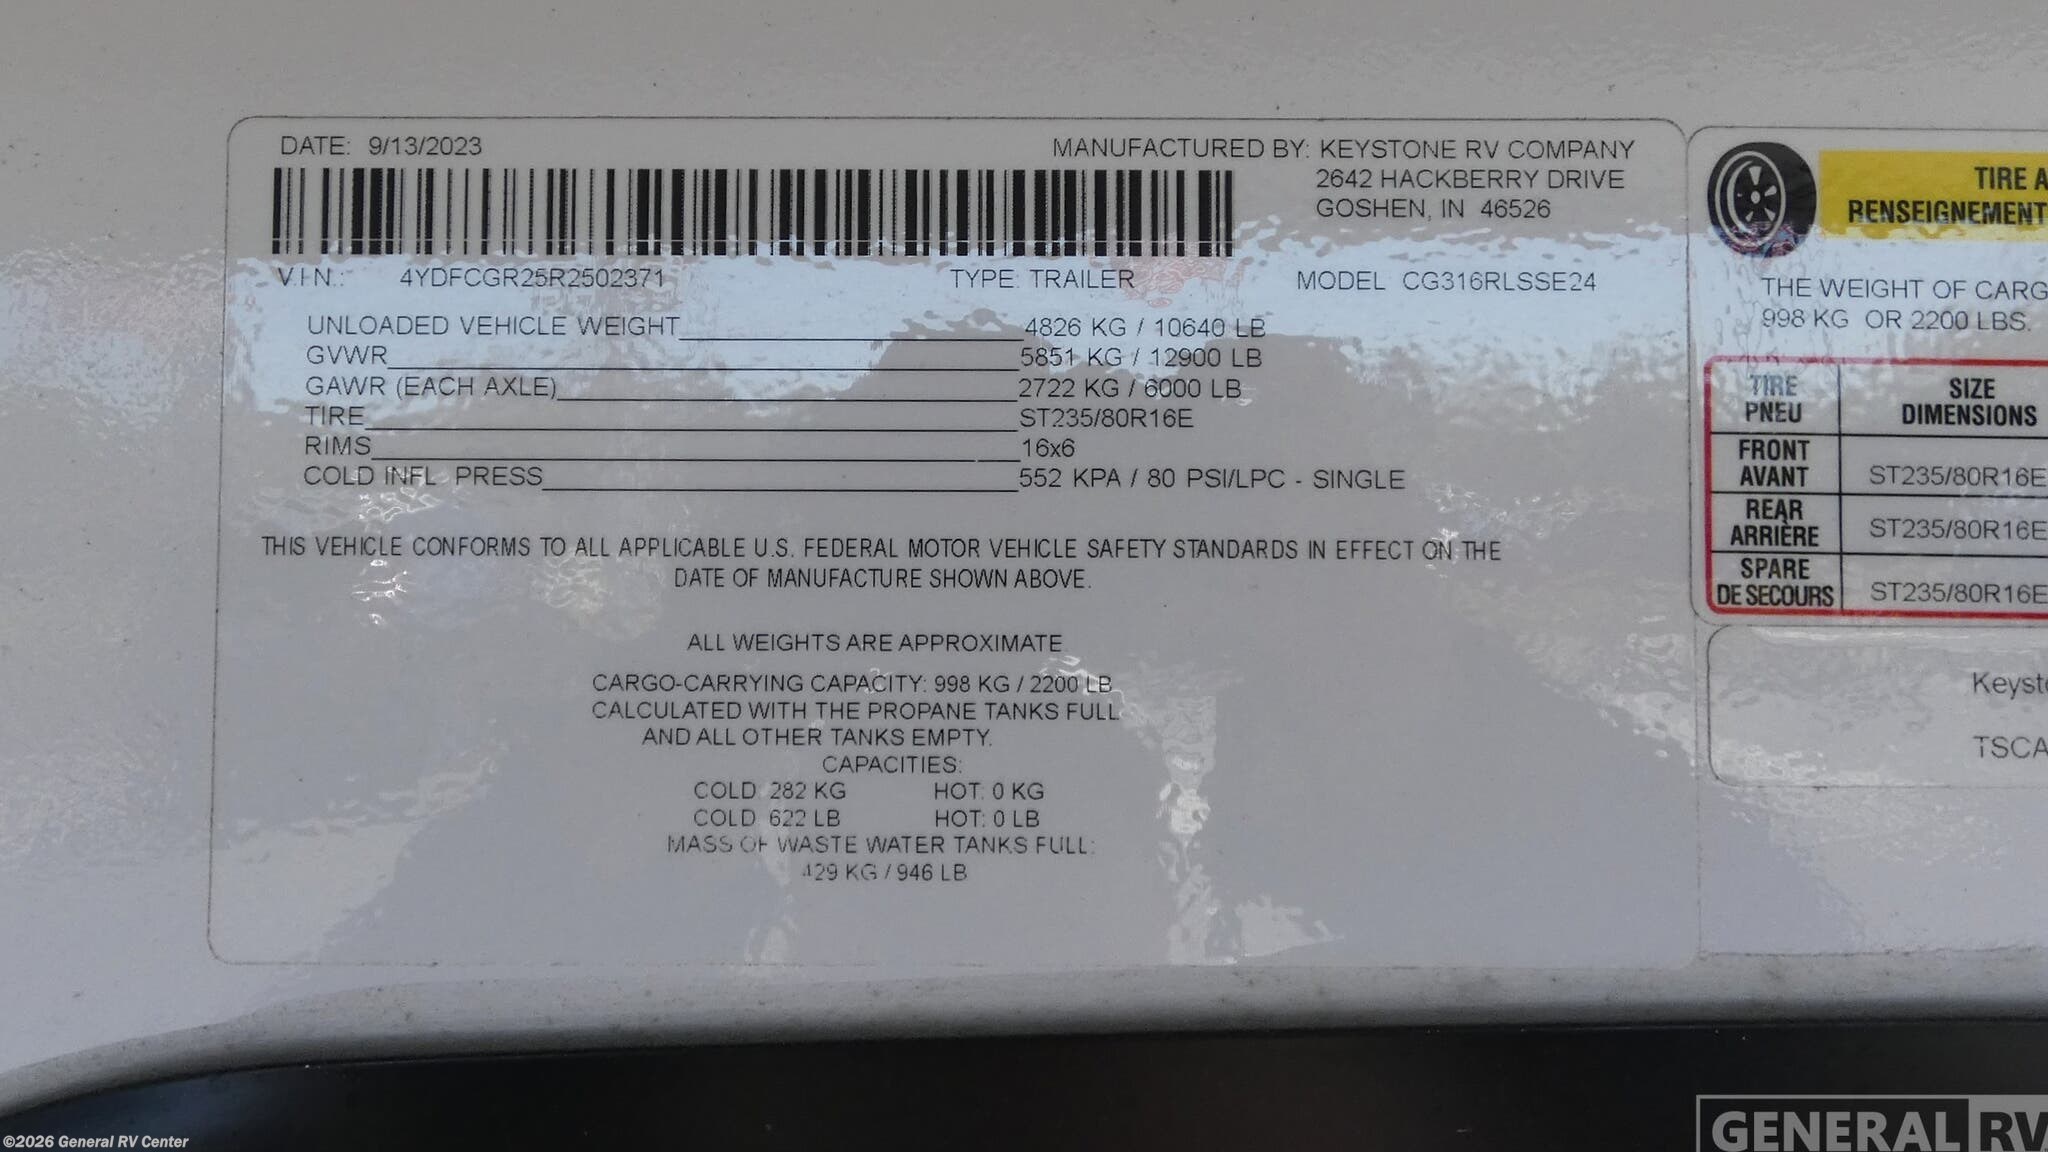 DATE: 9/13/2023
MANUFACTURED BY: KEYSTONE RV COMPANY
2642 HACKBERRY DRIVE
GOSHEN, IN 46526
V.I.N.: 4YDFCGR25R2502371 TYPE: TRAILER MODEL CG316RLSSE24
UNLOADED VEHICLE WEIGHT 4826 KG / 10640 LB
GVWR 5851 KG / 12900 LB
GAWR (EACH AXLE) 2722 KG / 6000 LB
TIRE ST235/80R16E
RIMS 16x6
COLD INFL PRESS 552 KPA / 80 PSI/LPC - SINGLE
THIS VEHICLE CONFORMS TO ALL APPLICABLE U.S. FEDERAL MOTOR VEHICLE SAFETY STANDARDS IN EFFECT ON THE
DATE OF MANUFACTURE SHOWN ABOVE.
ALL WEIGHTS ARE APPROXIMATE
CARGO-CARRYING CAPACITY: 998 KG / 2200 LB
CALCULATED WITH THE PROPANE TANKS FULL
AND ALL OTHER TANKS EMPTY.
CAPACITIES:
COLD 282 KG HOT: 0 KG
COLD 622 LB HOT: 0 LB
MASS OF WASTE WATER TANKS FULL:
429 KG / 946 LB
TIRE A
RENSEIGNEMENT
THE WEIGHT OF CARG
998 KG OR 2200 LBS.
TIRE SIZE
PNEU DIMENSIONS
FRONT
AVANT ST235/80R16E
REAR
ARRIÈRE ST235/80R16E
SPARE
DE SECOURS ST235/80R16E
Keysto
TSCA
©2026 General RV Center
GENERAL RV